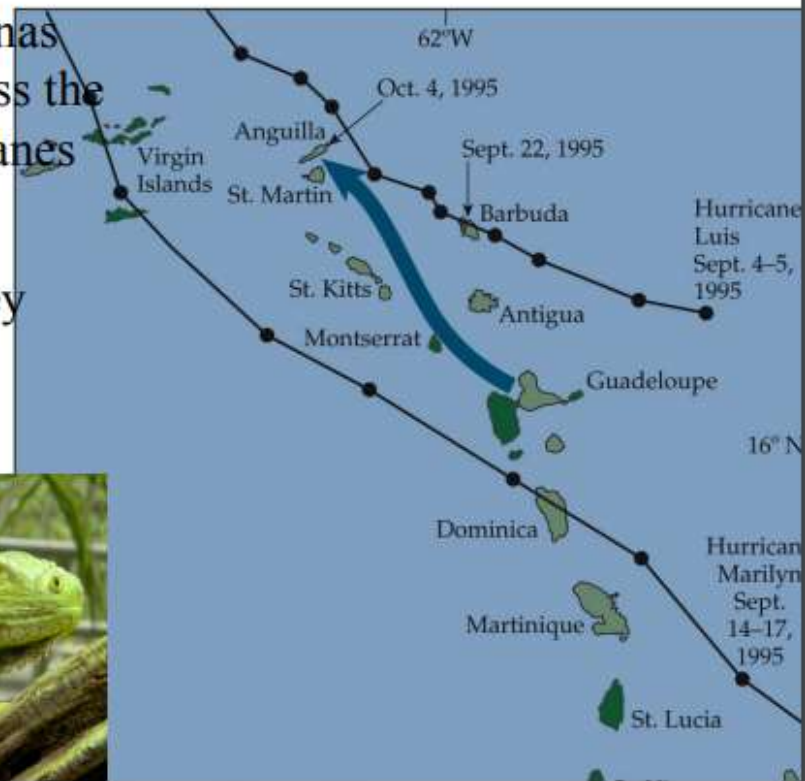 nas
ss the
anes
y
62°W
Oct. 4, 1995
Anguilla
Sept. 22, 1995
Virgin
Islands
St. Martin
Barbuda
Hurricane
Luis
Sept. 4–5,
1995
St. Kitts
Antigua
Montserrat
Guadeloupe
16° N
Dominica
Hurrican
Marilyn
Sept.
14–17,
1995
Martinique
St. Lucia